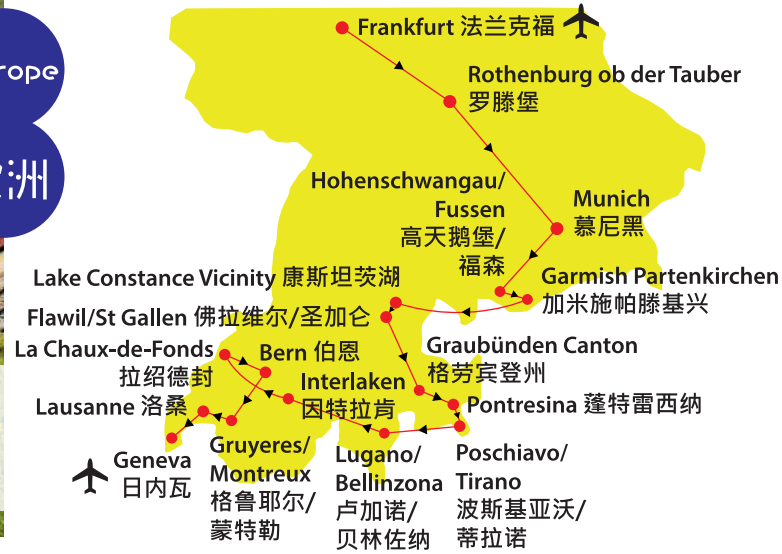 Frankfurt 法兰克福
Rothenburg ob der Tauber
罗滕堡
Hohenschwangau/
Fussen
高天鹅堡/
福森
Munich
慕尼黑
Garmish Partenkirchen
加米施帕滕基兴
Lake Constance Vicinity 康斯坦茨湖
Flawil/St Gallen 佛拉维尔/圣加仑
La Chaux-de-Fonds
拉绍德封
Bern 伯恩
Interlaken
因特拉肯
Graubünden Canton
格劳宾登州
Pontresina 蓬特雷西纳
Lausanne 洛桑
Geneva
日内瓦
Gruyeres/
Montreux
格鲁耶尔/
蒙特勒
Lugano/
Bellinzona
卢加诺/
贝林佐纳
Poschiavo/
Tirano
波斯基亚沃/
蒂拉诺
rope
洲